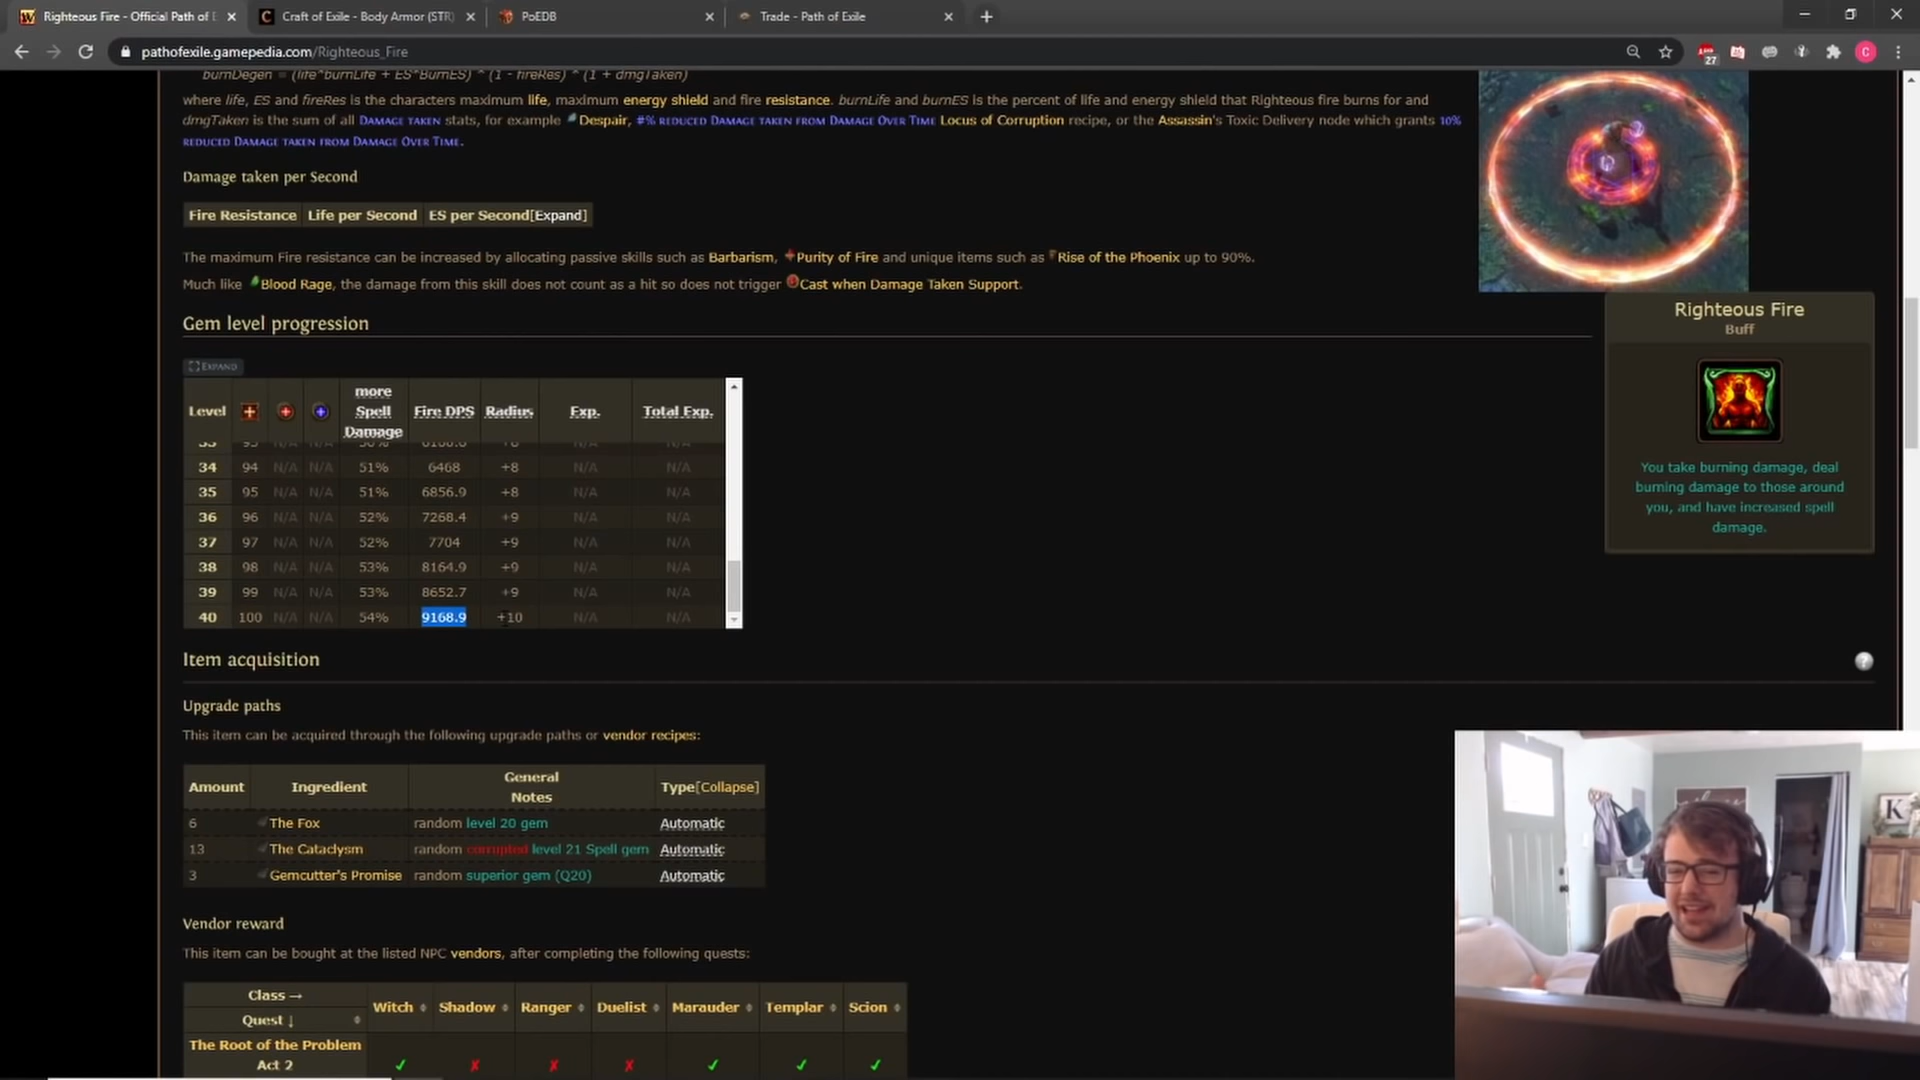 Righteous Fire - Official Path of E
Craft of Exile - Body Armor (STR)
PoEDB
Trade - Path of Exile
pathofexile.gamepedia.com/Righteous_Fire
27
C
burnDegen = (life*burnLife + ES*BurnES) * (1 - fireRes) * (1 + dmgTaken)
where life, ES and fireRes is the characters maximum life, maximum energy shield and fire resistance. burnLife and burnES is the percent of life and energy shield that Righteous fire burns for and
dmgTaken is the sum of all Damage taken stats, for example Despair, #% reduced Damage taken from Damage Over Time Locus of Corruption recipe, or the Assassin's Toxic Delivery node which grants 10%
reduced Damage taken from Damage Over Time.
Damage taken per Second
Fire Resistance Life per Second ES per Second[Expand]
The maximum Fire resistance can be increased by allocating passive skills such as Barbarism, Purity of Fire and unique items such as Rise of the Phoenix up to 90%.
Much like Blood Rage, the damage from this skill does not count as a hit so does not trigger Cast when Damage Taken Support.
Righteous Fire
Buff
You take burning damage, deal
burning damage to those around
you, and have increased spell
damage.
Gem level progression
Expand
Level more Spell Damage Fire DPS Radius Exp. Total Exp.
34 94 N/A N/A 51% 6468 +8 N/A N/A
35 95 N/A N/A 51% 6856.9 +8 N/A N/A
36 96 N/A N/A 52% 7268.4 +9 N/A N/A
37 97 N/A N/A 52% 7704 +9 N/A N/A
38 98 N/A N/A 53% 8164.9 +9 N/A N/A
39 99 N/A N/A 53% 8652.7 +9 N/A N/A
40 100 N/A N/A 54% 9168.9 +10 N/A N/A
Item acquisition
?
Upgrade paths
This item can be acquired through the following upgrade paths or vendor recipes:
Amount Ingredient General Notes Type[Collapse]
6 The Fox random level 20 gem Automatic
13 The Cataclysm random corrupted level 21 Spell gem Automatic
3 Gemcutter's Promise random superior gem (Q20) Automatic
Vendor reward
This item can be bought at the listed NPC vendors, after completing the following quests:
Class → Witch Shadow Ranger Duelist Marauder Templar Scion
Quest ↓
The Root of the Problem
Act 2 ✓ ✗ ✗ ✗ ✓ ✓ ✓
K